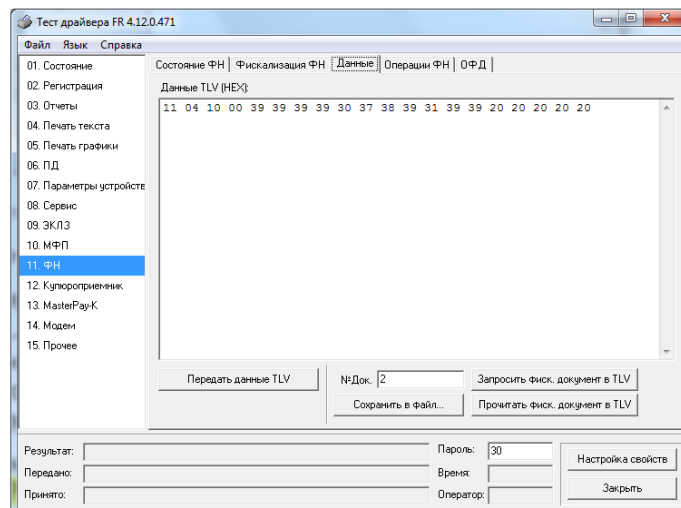 Тест драйвера FR 4.12.0.471
Файл Язык Справка
01. Состояние
02. Регистрация
03. Отчеты
04. Печать текста
05. Печать графики
06. ПД
07. Параметры устройств
08. Сервис
09. ЭКЛЗ
10. МФП
11. ФН
12. Купюроприемник
13. MasterPay-K
14. Модем
15. Прочее
Состояние ФН Фискализация ФН Данные Операции ФН ОФД
Данные TLV (HEX):
11 04 10 00 39 39 39 39 30 37 38 39 31 39 39 20 20 20 20 20
Передать данные TLV
№Док. 2
Запросить фиск. документ в TLV
Сохранить в файл...
Прочитать фиск. документ в TLV
Результат:
Пароль: 30
Настройка свойств
Передано:
Время:
Принято:
Оператор:
Закрыть